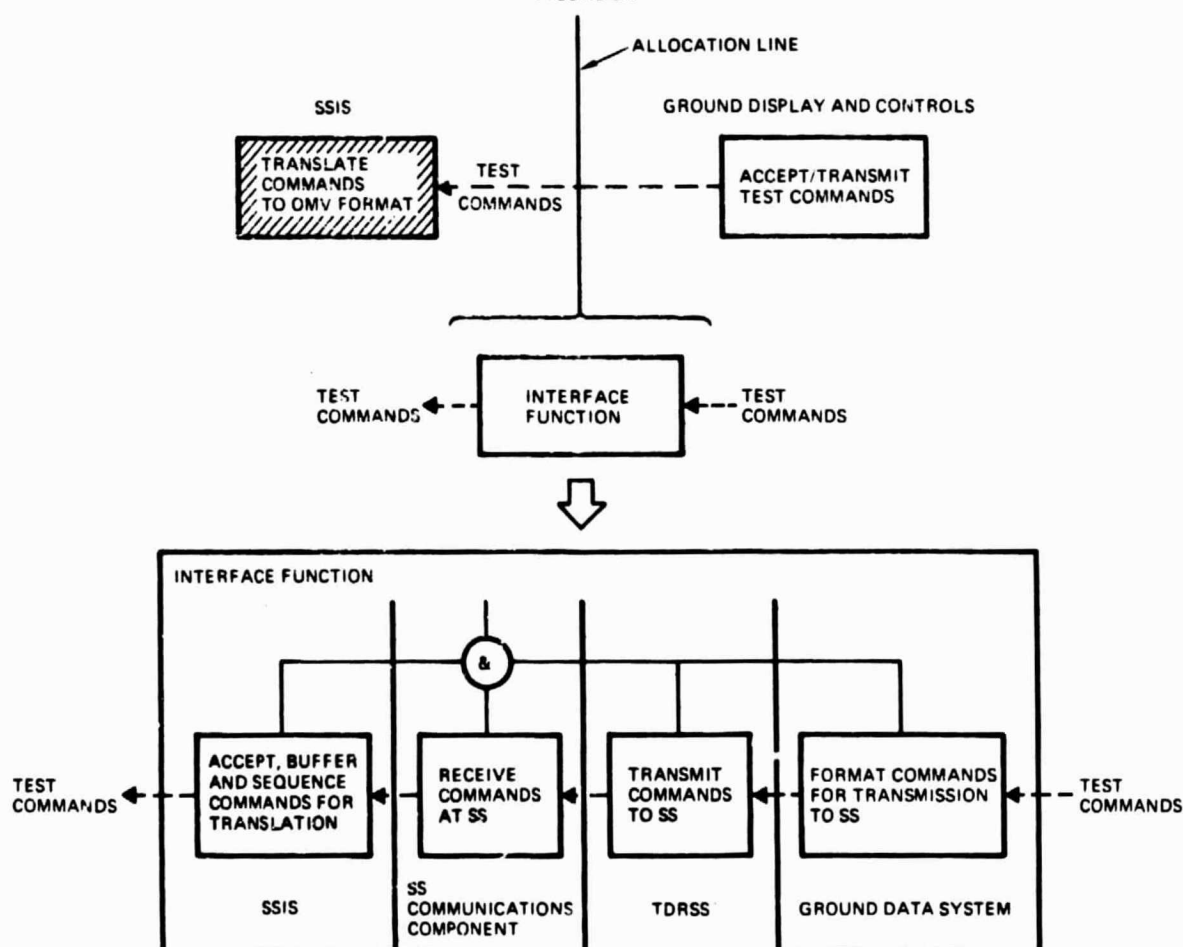 ALLOCATION LINE
SSIS
GROUND DISPLAY AND CONTROLS
TRANSLATE
COMMANDS
TO OMV FORMAT
TEST
COMMANDS
ACCEPT/TRANSMIT
TEST COMMANDS
TEST
COMMANDS
INTERFACE
FUNCTION
TEST
COMMANDS
INTERFACE FUNCTION
&
TEST
COMMANDS
ACCEPT, BUFFER
AND SEQUENCE
COMMANDS FOR
TRANSLATION
RECEIVE
COMMANDS
AT SS
TRANSMIT
COMMANDS
TO SS
FORMAT COMMANDS
FOR TRANSMISSION
TO SS
TEST
COMMANDS
SSIS
SS
COMMUNICATIONS
COMPONENT
TDRSS
GROUND DATA SYSTEM